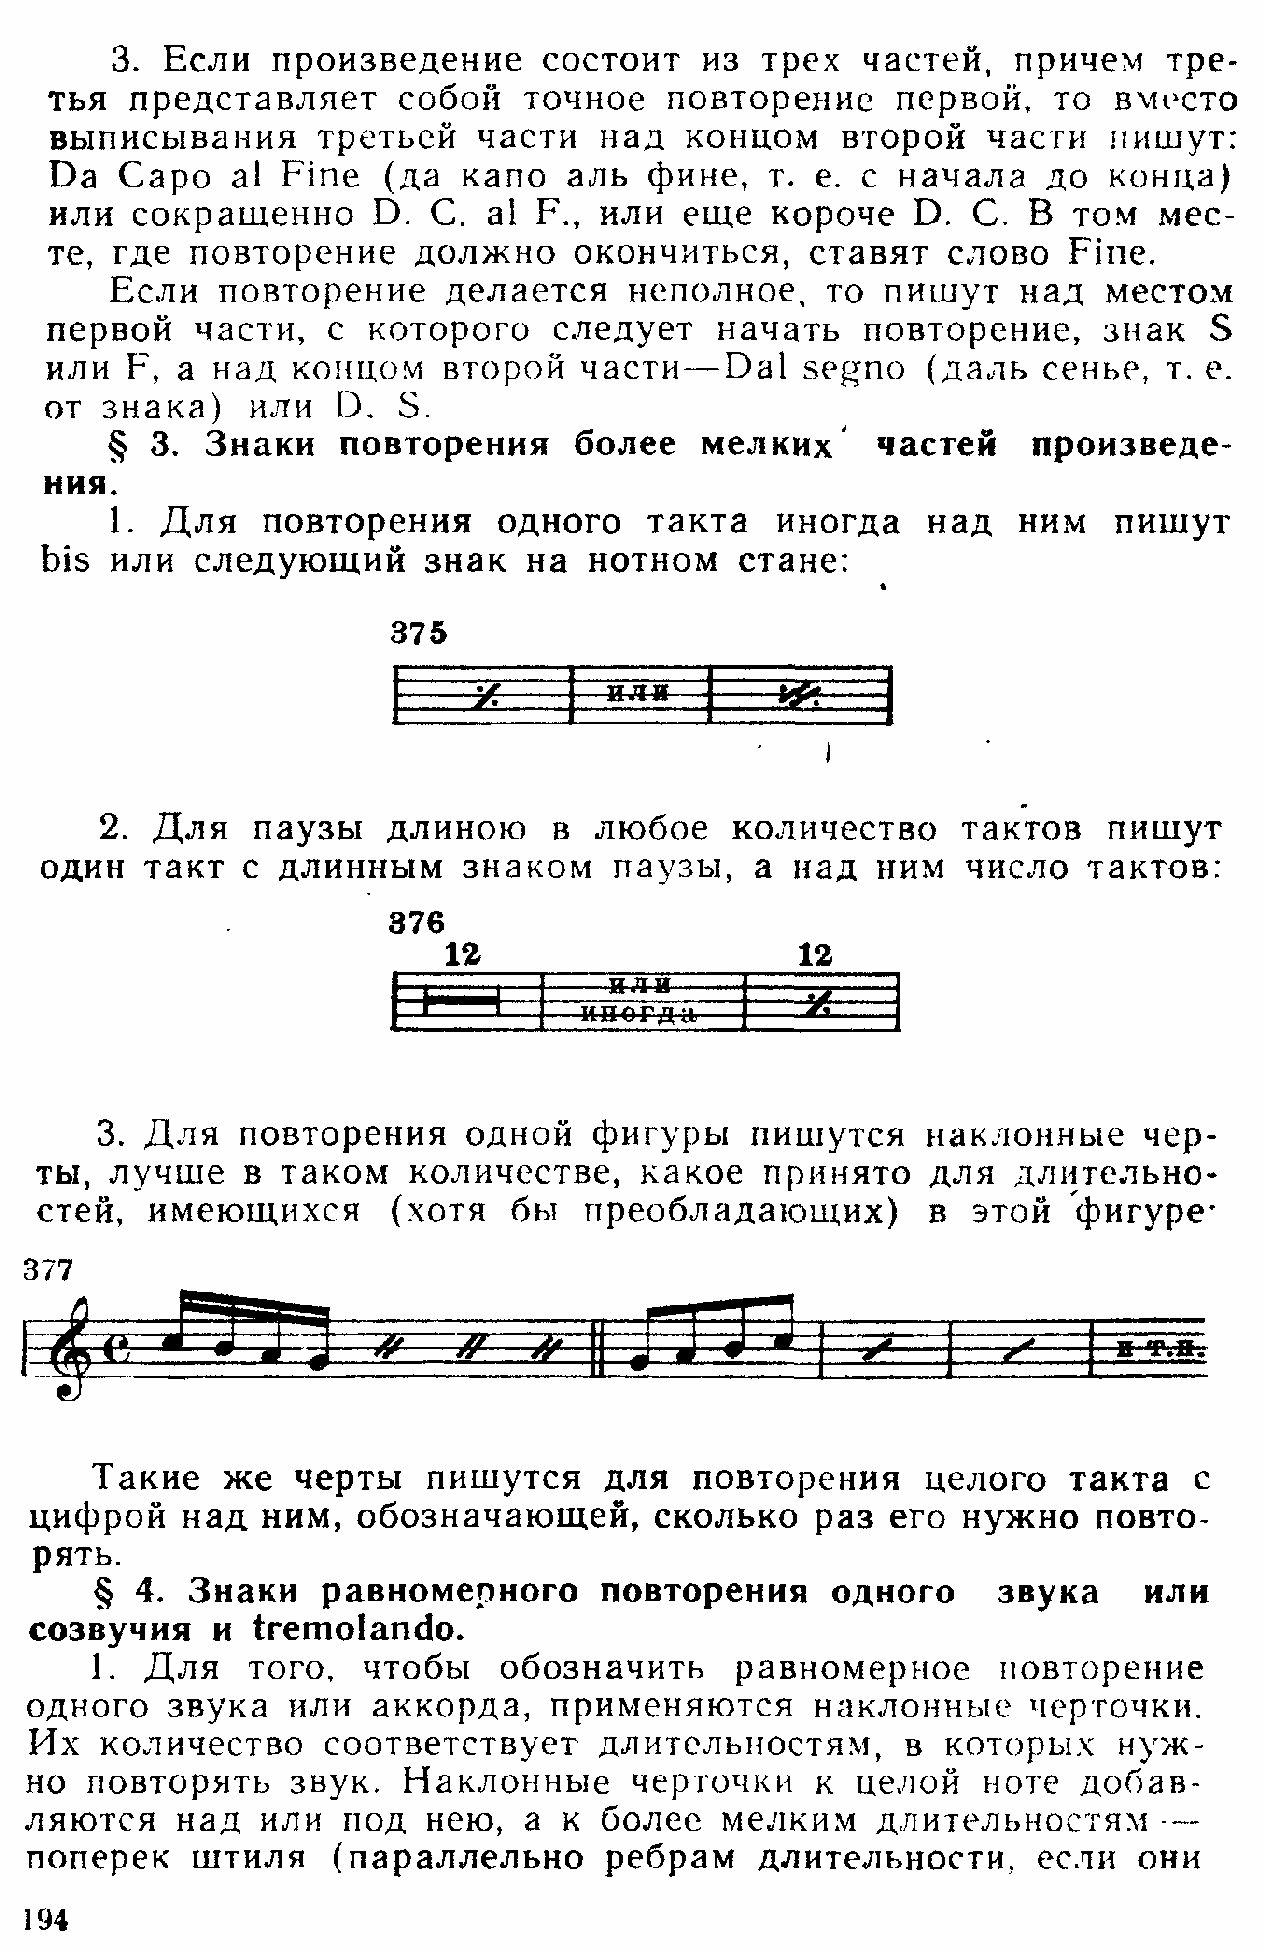 3. Если произведение состоит из трех частей, причем тре-
тья представляет собой точное повторение первой, то вместо
выписывания третьей части над концом второй части пишут:
Da Capo al Fine (да капо аль фине, т. е. с начала до конца)
или сокращенно D. C. al F., или еще короче D. C. В том мес-
те, где повторение должно окончиться, ставят слово Fine.
Если повторение делается неполное, то пишут над местом
первой части, с которого следует начать повторение, знак S
или F, а над концом второй части—Dal segno (даль сенье, т. е.
от знака) или D. S.
§ 3. Знаки повторения более мелких частей произведе-
ния.
1. Для повторения одного такта иногда над ним пишут
bis или следующий знак на нотном стане:
375
или
2. Для паузы длиною в любое количество тактов пишут
один такт с длинным знаком паузы, а над ним число тактов:
376
12 12
или
иногда
3. Для повторения одной фигуры пишутся наклонные чер-
ты, лучше в таком количестве, какое принято для длительно-
стей, имеющихся (хотя бы преобладающих) в этой фигуре·
377
и т.п.
Такие же черты пишутся для повторения целого такта с
цифрой над ним, обозначающей, сколько раз его нужно повто-
рять.
§ 4. Знаки равномерного повторения одного звука или
созвучия и tremolando.
1. Для того, чтобы обозначить равномерное повторение
одного звука или аккорда, применяются наклонные черточки.
Их количество соответствует длительностям, в которых нуж-
но повторять звук. Наклонные черточки к целой ноте добав-
ляются над или под нею, а к более мелким длительностям —
поперек штиля (параллельно ребрам длительности, если они
194